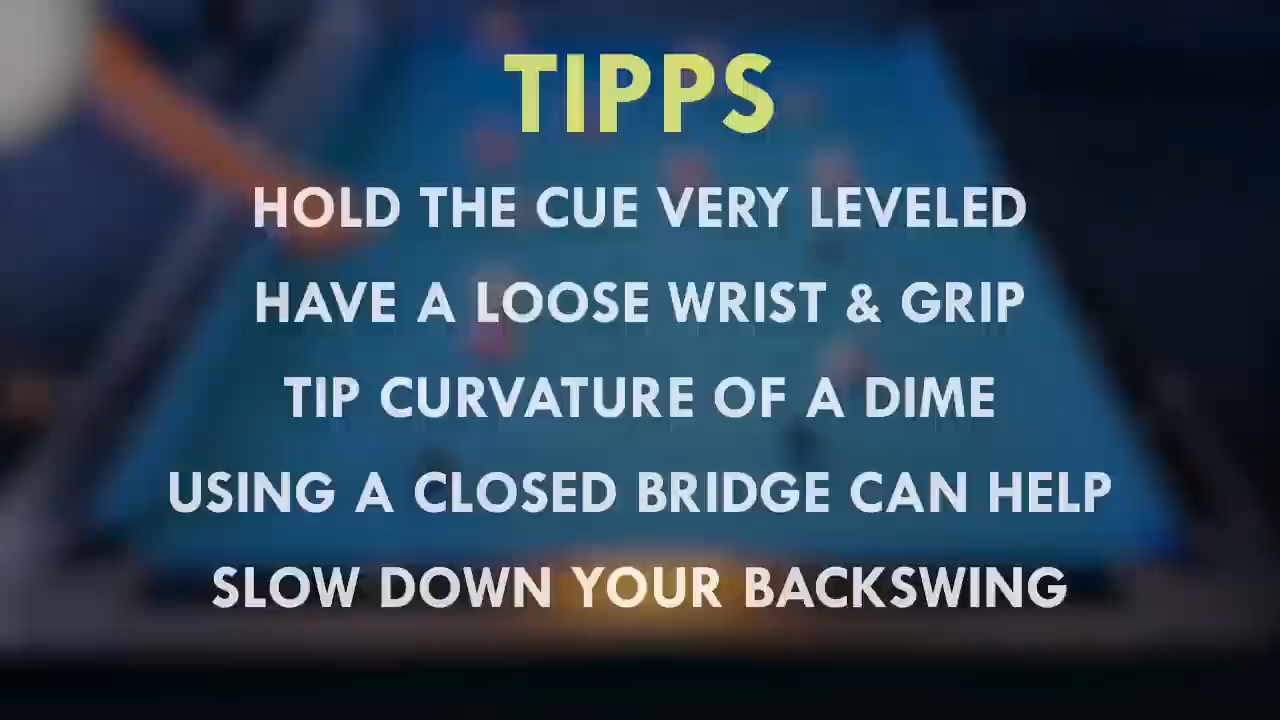 TIPPS
HOLD THE CUE VERY LEVELED
HAVE A LOOSE WRIST & GRIP
TIP CURVATURE OF A DIME
USING A CLOSED BRIDGE CAN HELP
SLOW DOWN YOUR BACKSWING